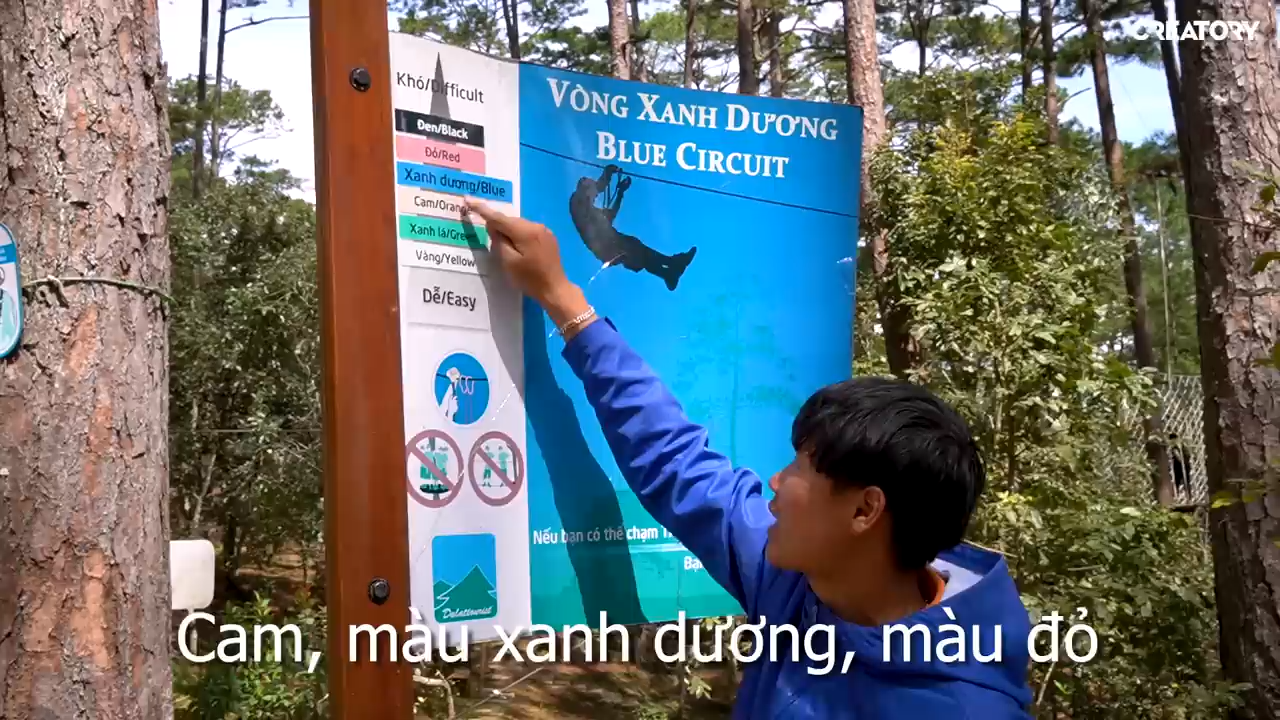 CREATORY
Khó/Difficult
Đen/Black
Đỏ/Red
Xanh dương/Blue
Cam/Orange
Xanh lá/Green
Vàng/Yellow
Dễ/Easy
Dalattourist
VÒNG XANH DƯƠNG
BLUE CIRCUIT
Nếu bạn có thể chạm
Bạn
Cam, màu xanh dương, màu đỏ